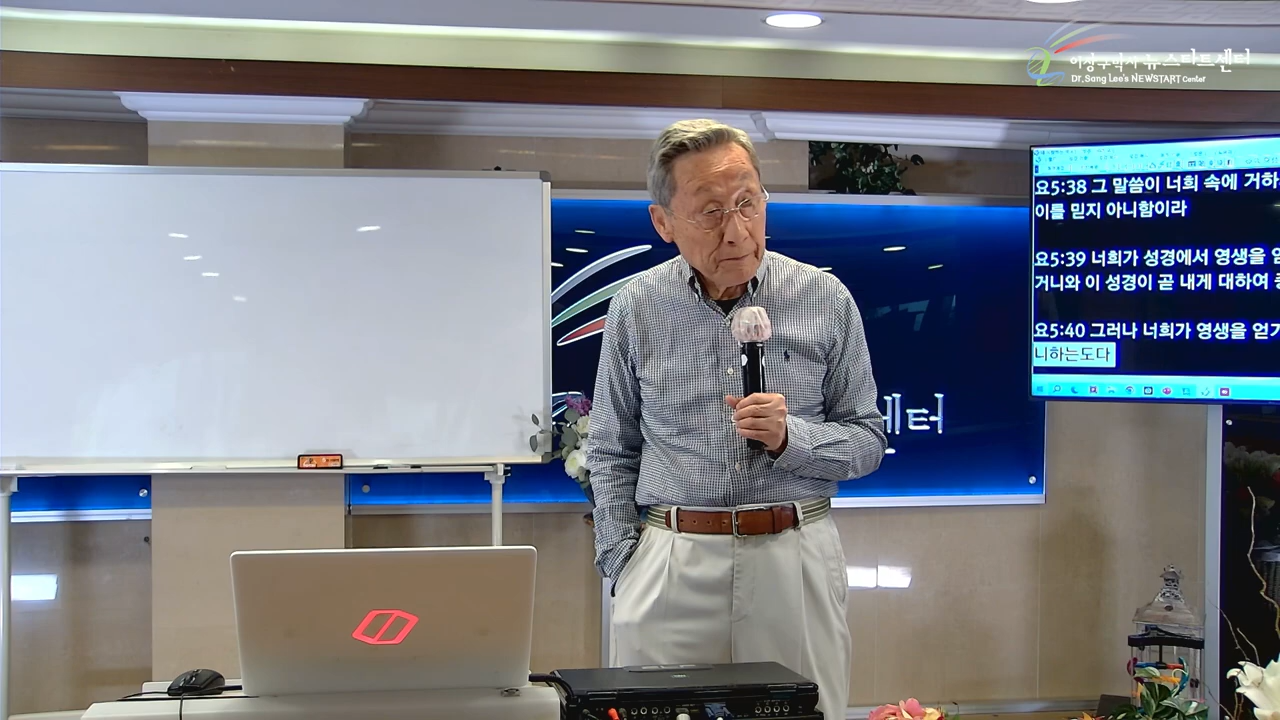 이상구박사 뉴스타트센터
Dr. Sang Lee's NEWSTART Center
요5:38 그 말씀이 너희 속에 거하
이를 믿지 아니함이라
요5:39 너희가 성경에서 영생을
거니와 이 성경이 곧 내게 대하여
요5:40 그러나 너희가 영생을 얻기
니하는도다
센터